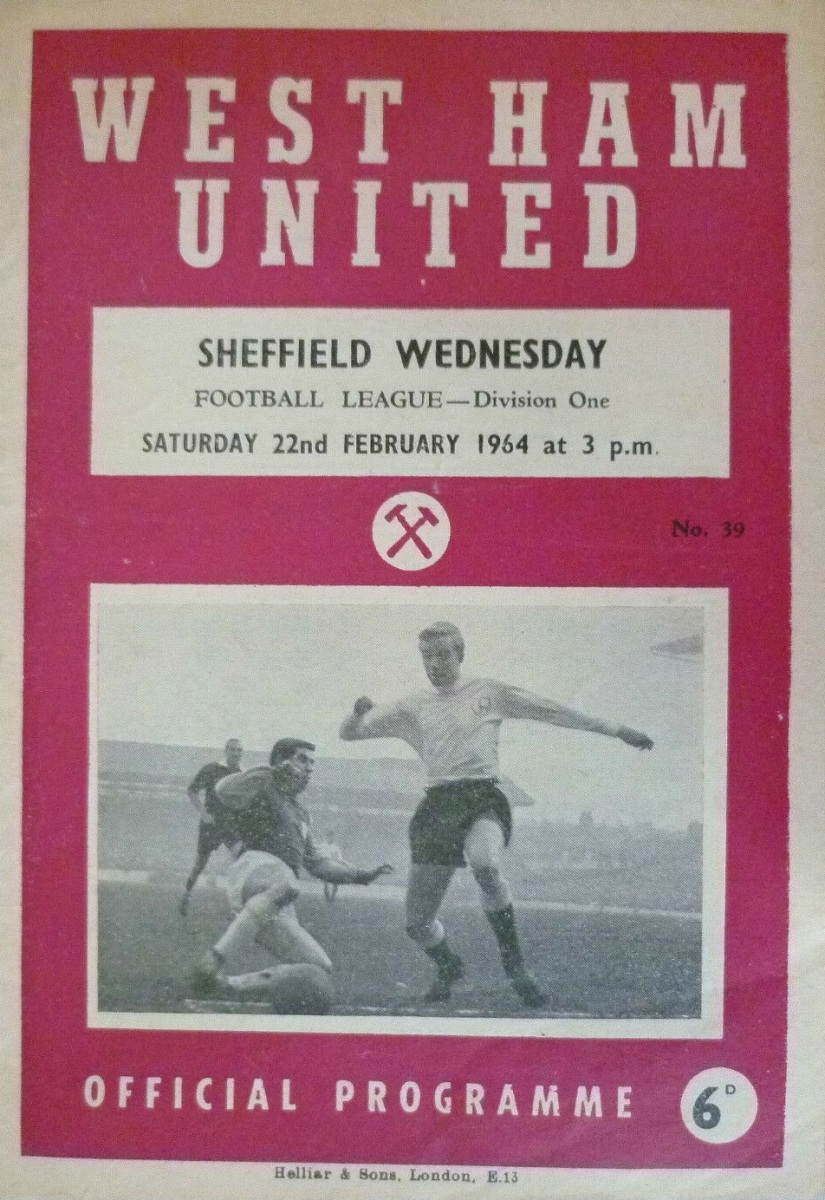 WEST HAM
UNITED
SHEFFIELD WEDNESDAY
FOOTBALL LEAGUE—Division One
SATURDAY 22nd FEBRUARY 1964 at 3 p.m.
No. 39
OFFICIAL PROGRAMME
6D
Helliar & Sons, London, E.13